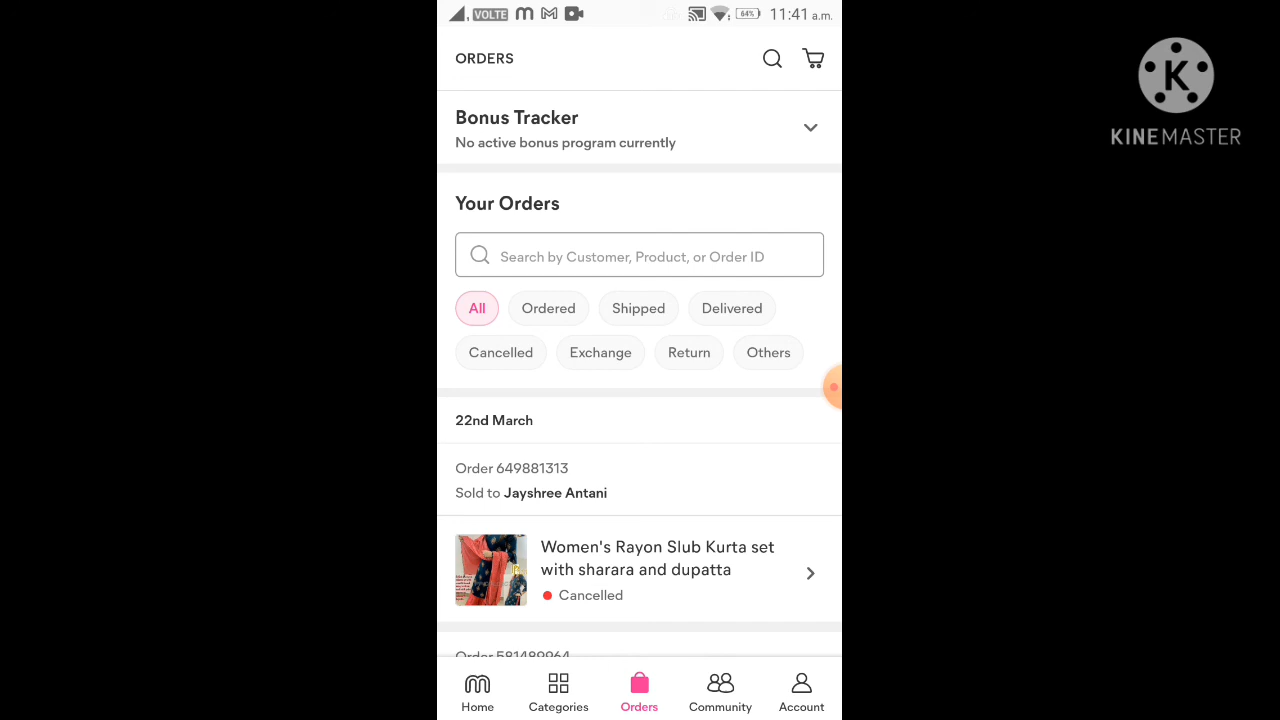 VOLTE 64% 11:41 a.m.
ORDERS
Bonus Tracker
No active bonus program currently
Your Orders
Search by Customer, Product, or Order ID
All Ordered Shipped Delivered
Cancelled Exchange Return Others
22nd March
Order 649881313
Sold to Jayshree Antani
Women's Rayon Slub Kurta set
with sharara and dupatta
Cancelled
Order 581489964
Home Categories Orders Community Account
K
KINEMASTER